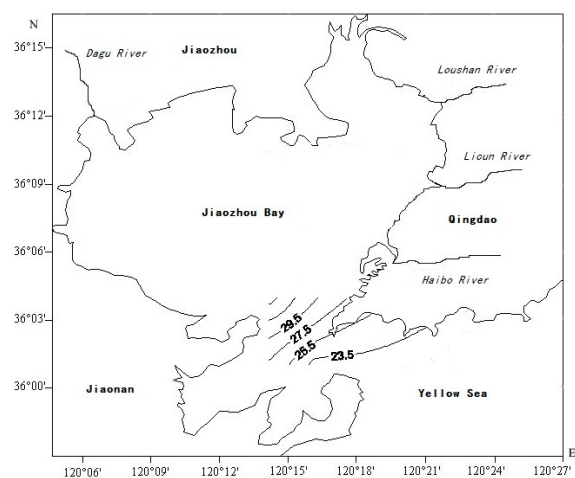 N
36°15'
36°12'
36°09'
36°06'
36°03'
36°00'
Dagu River
Jiaozhou
Loushan River
Licun River
Jiaozhou Bay
Qingdao
Haibo River
29.5
27.5
25.5
23.5
Jiaonan
Yellow Sea
E
120°06'
120°09'
120°12'
120°15'
120°18'
120°21'
120°24'
120°27'